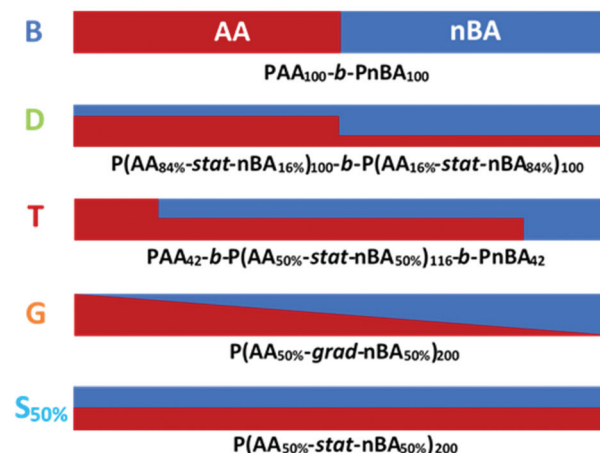 B AA nBA
PAA₁₀₀-b-PnBA₁₀₀
D
P(AA₈₄%-stat-nBA₁₆%)₁₀₀-b-P(AA₁₆%-stat-nBA₈₄%)₁₀₀
T
PAA₄₂-b-P(AA₅₀%-stat-nBA₅₀%)₁₁₆-b-PnBA₄₂
G
P(AA₅₀%-grad-nBA₅₀%)₂₀₀
S₅₀%
P(AA₅₀%-stat-nBA₅₀%)₂₀₀